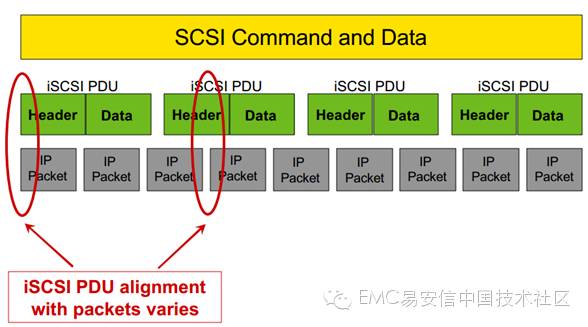 SCSI Command and Data
iSCSI PDU iSCSI PDU iSCSI PDU iSCSI PDU
Header Data Header Data Header Data Header Data
IP IP IP IP IP IP IP IP IP
Packet Packet Packet Packet Packet Packet Packet Packet Packet
iSCSI PDU alignment
with packets varies
EMC易安信中国技术社区